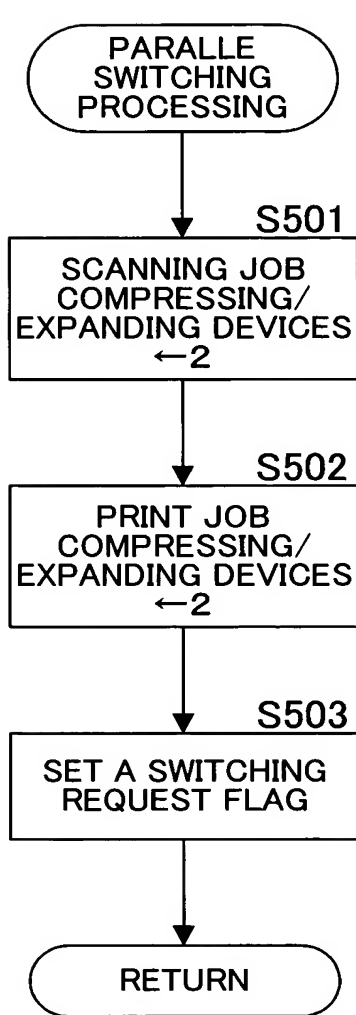 PARALLE
SWITCHING
PROCESSING
S501
SCANNING JOB
COMPRESSING/
EXPANDING DEVICES
←2
S502
PRINT JOB
COMPRESSING/
EXPANDING DEVICES
←2
S503
SET A SWITCHING
REQUEST FLAG
RETURN